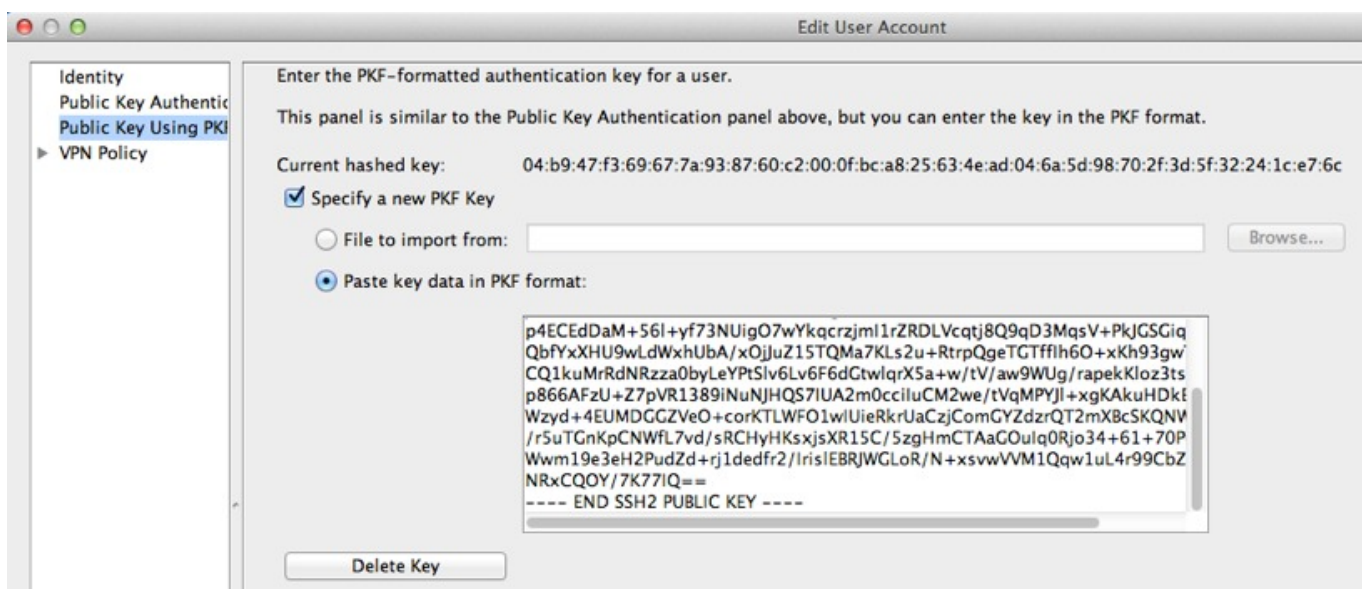 Edit User Account
Identity
Public Key Authentic
Public Key Using PKI
VPN Policy
Enter the PKF-formatted authentication key for a user.
This panel is similar to the Public Key Authentication panel above, but you can enter the key in the PKF format.
Current hashed key: 04:b9:47:f3:69:67:7a:93:87:60:c2:00:0f:bc:a8:25:63:4e:ad:04:6a:5d:98:70:2f:3d:5f:32:24:1c:e7:6c
Specify a new PKF Key
File to import from: Browse...
Paste key data in PKF format:
p4ECEdDaM+56l+yf73NUigO7wYkqcrzjmI1rZRDLVcqtj8Q9qD3MqsV+PkJGSGiq
QbfYxXHU9wLdWxhUbA/xOjJuZ15TQMa7KLs2u+RtrpQgeTGTfflh6O+xKh93gw
CQ1kuMrRdNRzza0byLeYPtSlv6Lv6F6dGtwlqrX5a+w/tV/aw9WUg/rapekKloz3ts
p866AFzU+Z7pVR1389iNuNJHQS7IUA2m0cciIuCM2we/tVqMPYJl+xgKAkuHDkE
Wzyd+4EUMDGGZVeO+corKTLWFO1wIUieRkrUaCzjComGYZdzrQT2mXBcSKQNW
/r5uTGnKpCNWfL7vd/sRCHyHKsxjsXR15C/5zgHmCTAaGOuIq0Rjo34+61+70P
Wwm19e3eH2PudZd+rj1dedfr2/IrisIEBRJWGLoR/N+xsvwVVM1Qqw1uL4r99CbZ
NRxCQOY/7K77IQ==
---- END SSH2 PUBLIC KEY ----
Delete Key